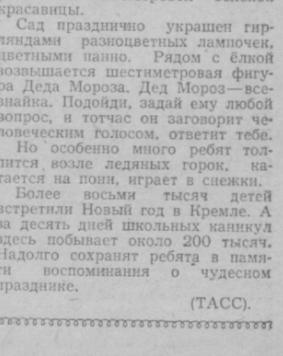 красавицы.
Сад празднично украшен гир-
ляндами разноцветных лампочек,
цветными панно. Рядом с ёлкой
возвышается шестиметровая фигу-
ра Деда Мороза. Дед Мороз — все-
знайка. Подойди, задай ему любой
вопрос, и тотчас он заговорит че-
ловеческим голосом, ответит тебе.
Но особенно много ребят тол-
пится возле ледяных горок, ка-
тается на пони, играет в снежки.
Более восьми тысяч детей
встретили Новый год в Кремле. А
за десять дней школьных каникул
здесь побывает около 200 тысяч.
Надолго сохранят ребята в памя-
ти воспоминания о чудесном
празднике.
(ТАСС).